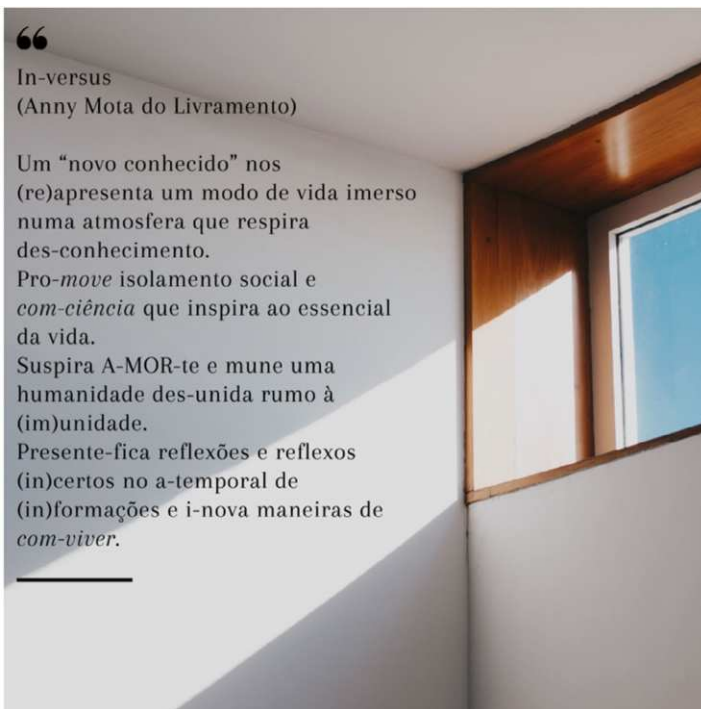 “
In-versus
(Anny Mota do Livramento)
Um “novo conhecido” nos
(re)apresenta um modo de vida imerso
numa atmosfera que respira
des-conhecimento.
Pro-move isolamento social e
com-ciência que inspira ao essencial
da vida.
Suspira A-MOR-te e mune uma
humanidade des-unida rumo à
(im)unidade.
Presente-fica reflexões e reflexos
(in)certos no a-temporal de
(in)formações e i-nova maneiras de
com-viver.